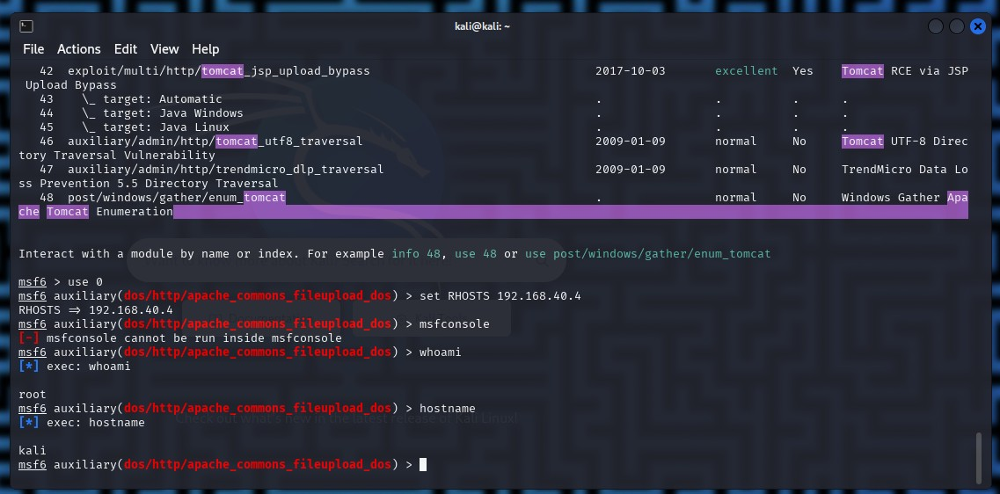 kali@kali: ~
File Actions Edit View Help
42 exploit/multi/http/tomcat_jsp_upload_bypass 2017-10-03 excellent Yes Tomcat RCE via JSP
Upload Bypass
43 \_ target: Automatic . . . .
44 \_ target: Java Windows . . . .
45 \_ target: Java Linux . . . .
46 auxiliary/admin/http/tomcat_utf8_traversal 2009-01-09 normal No Tomcat UTF-8 Direc
tory Traversal Vulnerability
47 auxiliary/admin/http/trendmicro_dlp_traversal 2009-01-09 normal No TrendMicro Data Lo
ss Prevention 5.5 Directory Traversal
48 post/windows/gather/enum_tomcat . normal No Windows Gather Apa
che Tomcat Enumeration
Interact with a module by name or index. For example info 48, use 48 or use post/windows/gather/enum_tomcat
msf6 > use 0
msf6 auxiliary(dos/http/apache_commons_fileupload_dos) > set RHOSTS 192.168.40.4
RHOSTS => 192.168.40.4
msf6 auxiliary(dos/http/apache_commons_fileupload_dos) > msfconsole
[-] msfconsole cannot be run inside msfconsole
msf6 auxiliary(dos/http/apache_commons_fileupload_dos) > whoami
[*] exec: whoami
root
msf6 auxiliary(dos/http/apache_commons_fileupload_dos) > hostname
Check out what's new in the latest release of Kali Linux!
[*] exec: hostname
kali
msf6 auxiliary(dos/http/apache_commons_fileupload_dos) >